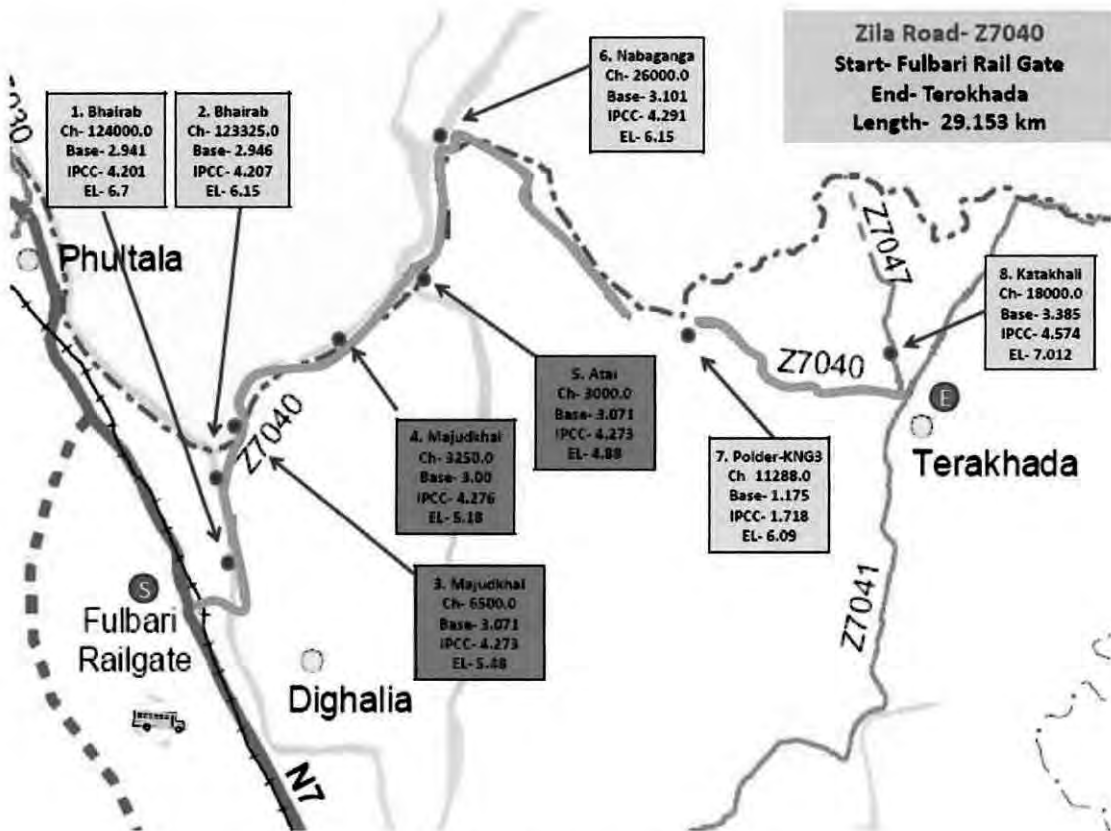 Zila Road- Z7040
Start- Fulbari Rail Gate
End- Terokhada
Length- 29.153 km
6. Nabaganga
Ch- 26000.0
Base- 3.101
IPCC- 4.291
EL- 6.15
1. Bhairab
Ch- 124000.0
Base- 2.941
IPCC- 4.201
EL- 6.7
2. Bhairab
Ch- 123325.0
Base- 2.946
IPCC- 4.207
EL- 6.15
Phultala
Z7047
8. Katakhali
Ch- 18000.0
Base- 3.385
IPCC- 4.574
EL- 7.012
Z7040
5. Atai
Ch- 3000.0
Base- 3.071
IPCC- 4.273
EL- 4.88
Z7040
4. Majudkhal
Ch- 3250.0
Base- 3.00
IPCC- 4.276
EL- 5.18
E
Terakhada
7. Polder-KNG3
Ch 11288.0
Base- 1.175
IPCC- 1.718
EL- 6.09
3. Majudkhal
Ch- 6500.0
Base- 3.071
IPCC- 4.273
EL- 5.48
S
Fulbari
Railgate
Dighalia
Z7041
N7